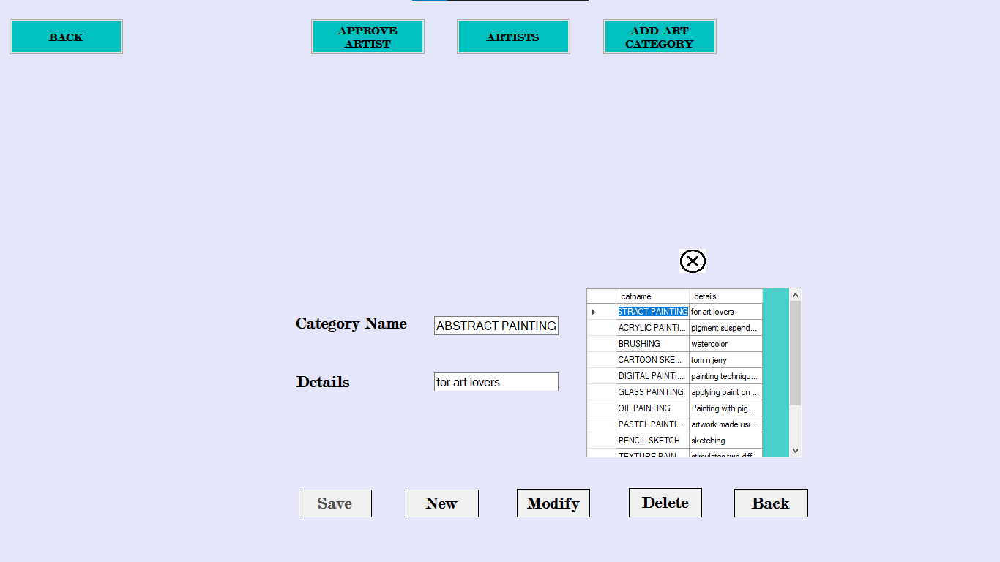 BACK
APPROVE
ARTIST
ARTISTS
ADD ART
CATEGORY
catname details
STRACT PAINTING for art lovers
ACRYLIC PAINTI... pigment suspend...
BRUSHING watercolor
CARTOON SKE... tom n jerry
DIGITAL PAINTI... painting techniqu...
GLASS PAINTING applying paint on ...
OIL PAINTING Painting with pig...
PASTEL PAINTI... artwork made usi...
PENCIL SKETCH sketching
TEXTURE PAIN... stimulates two diff...
Category Name ABSTRACT PAINTING
Details for art lovers
Save New Modify Delete Back